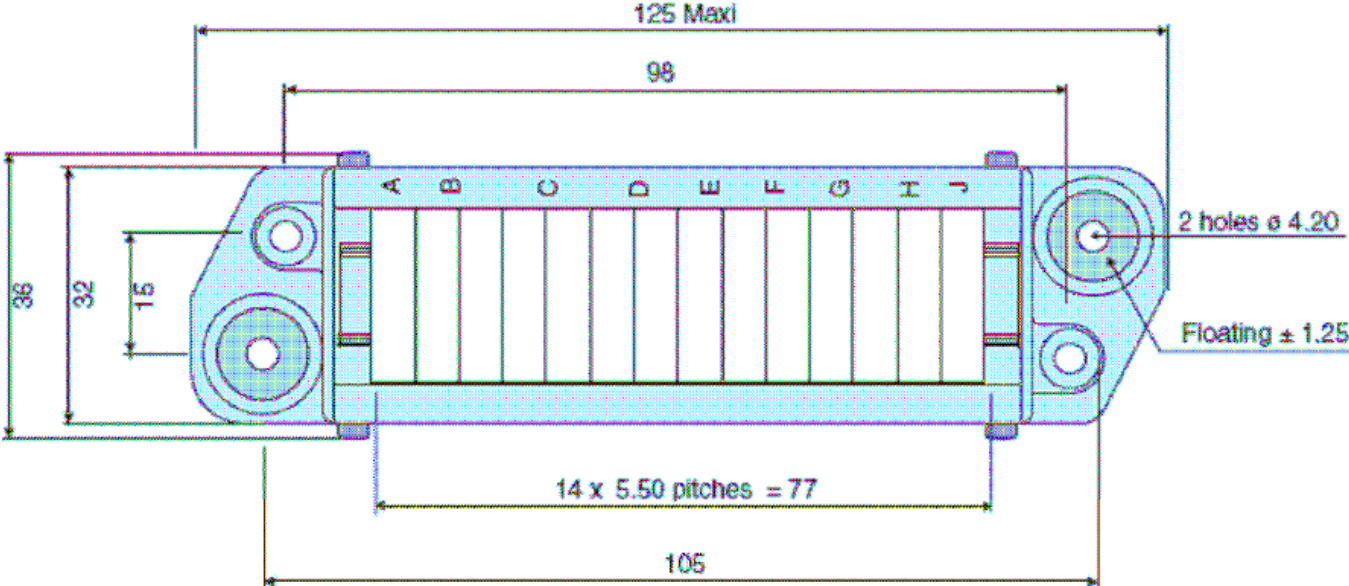 125 Maxi
98
A B C D E F G H J
2 holes ø 4.20
36
32
15
Floating ± 1.25
14 x 5.50 pitches = 77
105